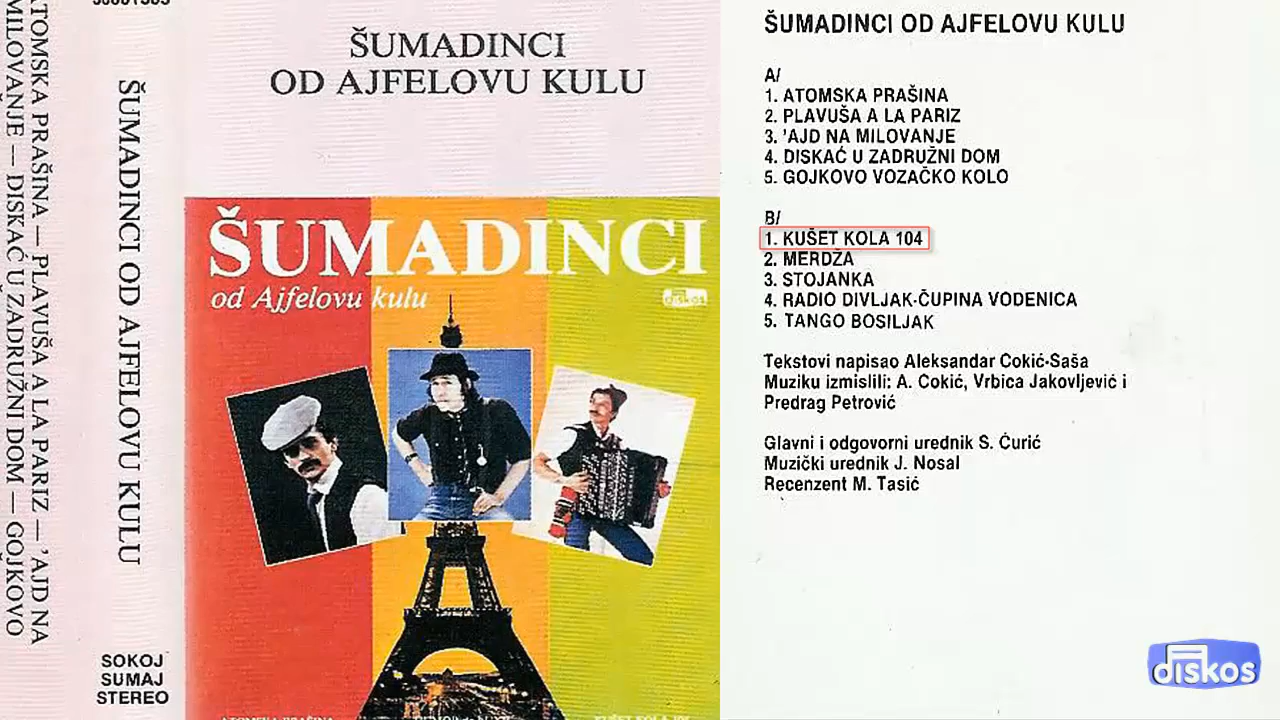 ATOMSKA PRAŠINA — PLAVUŠA A LA PARIZ — 'AJD NA
MILOVANJE — DISKAĆ U ZADRUŽNI DOM — GOJKOVO
ŠUMADINCI OD AJFELOVU KULU
SOKOJ
SUMAJ
STEREO
ŠUMADINCI
OD AJFELOVU KULU
ŠUMADINCI
od Ajfelovu kulu
diskos
ŠUMADINCI OD AJFELOVU KULU
A/
1. ATOMSKA PRAŠINA
2. PLAVUŠA A LA PARIZ
3. 'AJD NA MILOVANJE
4. DISKAĆ U ZADRUŽNI DOM
5. GOJKOVO VOZAČKO KOLO
B/
1. KUŠET KOLA 104
2. MERDŽA
3. STOJANKA
4. RADIO DIVLJAK-ČUPINA VODENICA
5. TANGO BOSILJAK
Tekstovi napisao Aleksandar Cokić-Saša
Muziku izmislili: A. Cokić, Vrbica Jakovljević i
Predrag Petrović
Glavni i odgovorni urednik S. Ćurić
Muzički urednik J. Nosal
Recenzent M. Tasić
diskos